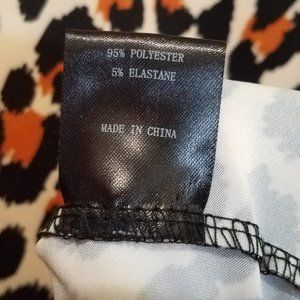 95% POLYESTER
5% ELASTANE
MADE IN CHINA